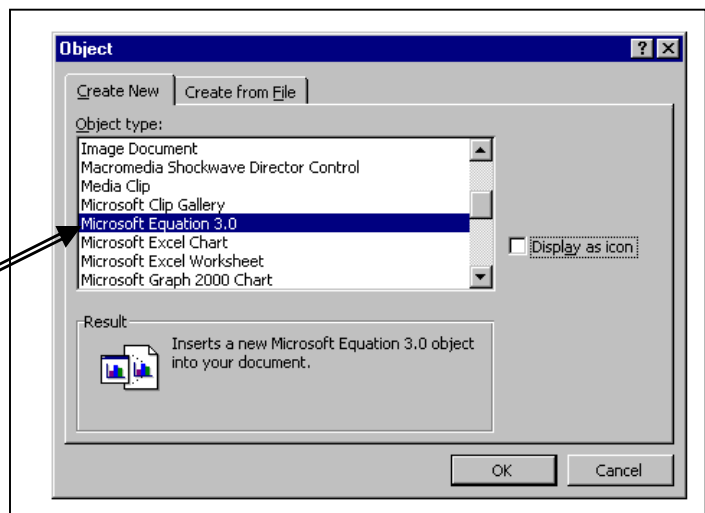 Object
Create New Create from File
Object type:
Image Document
Macromedia Shockwave Director Control
Media Clip
Microsoft Clip Gallery
Microsoft Equation 3.0
Microsoft Excel Chart
Microsoft Excel Worksheet
Microsoft Graph 2000 Chart
Display as icon
Result
Inserts a new Microsoft Equation 3.0 object
into your document.
OK Cancel